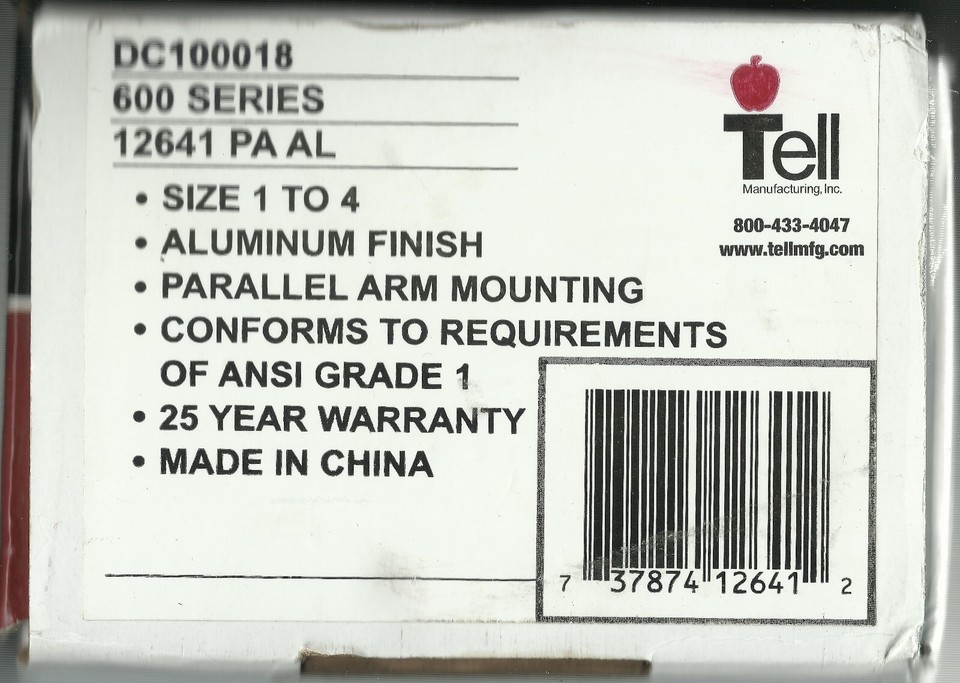 DC100018
600 SERIES
12641 PA AL
• SIZE 1 TO 4
• ALUMINUM FINISH
• PARALLEL ARM MOUNTING
• CONFORMS TO REQUIREMENTS
OF ANSI GRADE 1
• 25 YEAR WARRANTY
• MADE IN CHINA
Tell
Manufacturing, Inc.
800-433-4047
www.tellmfg.com
7 37874 12641 2